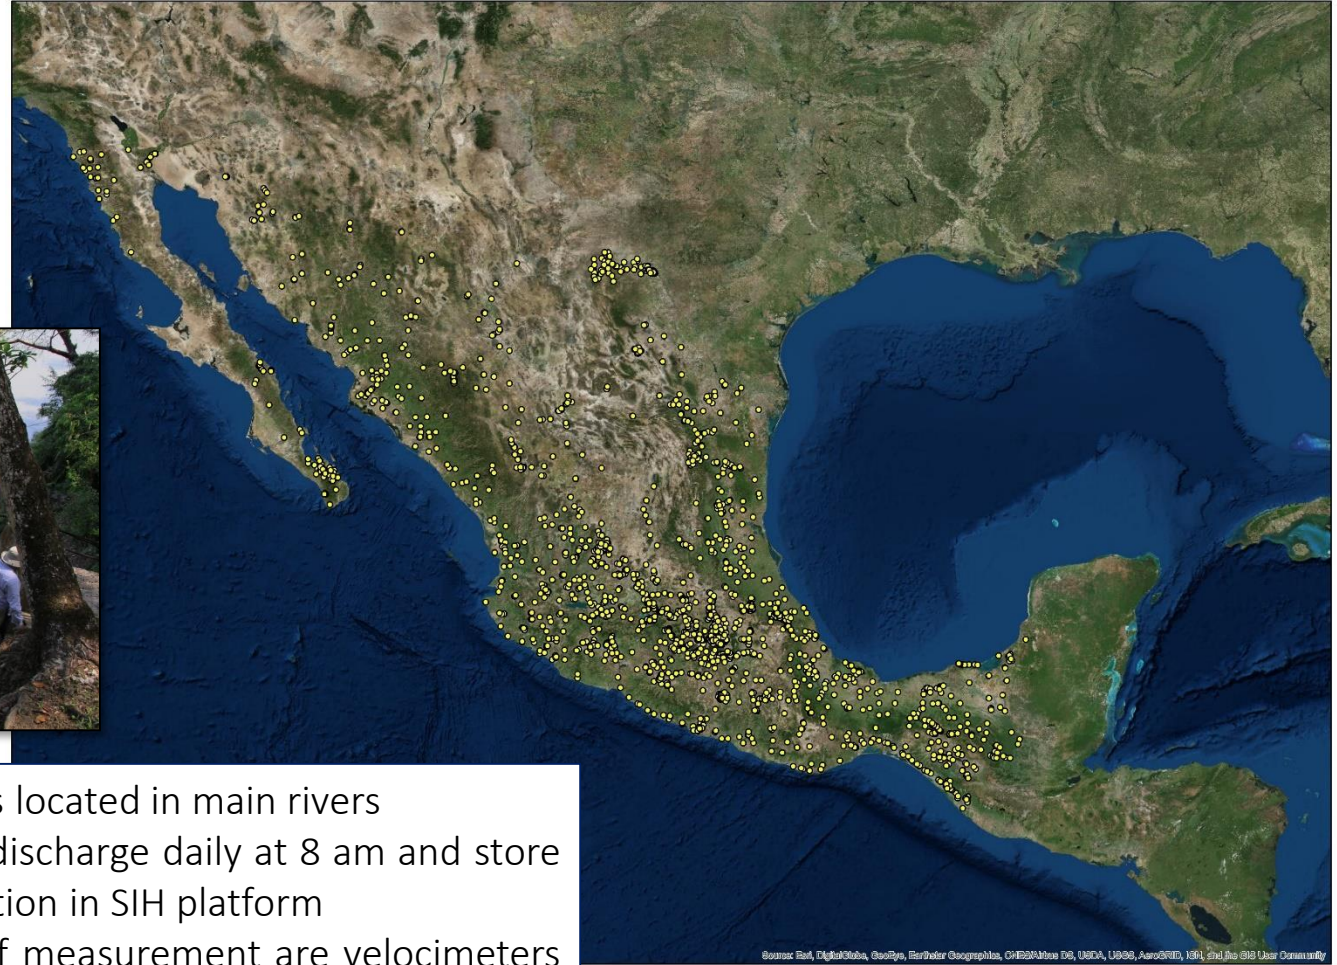 s located in main rivers
discharge daily at 8 am and store
tion in SIH platform
f measurement are velocimeters
Source: Esri, DigitalGlobe, GeoEye, Earthstar Geographics, CNES/Airbus DS, USDA, USGS, AeroGRID, IGN, and the GIS User Community